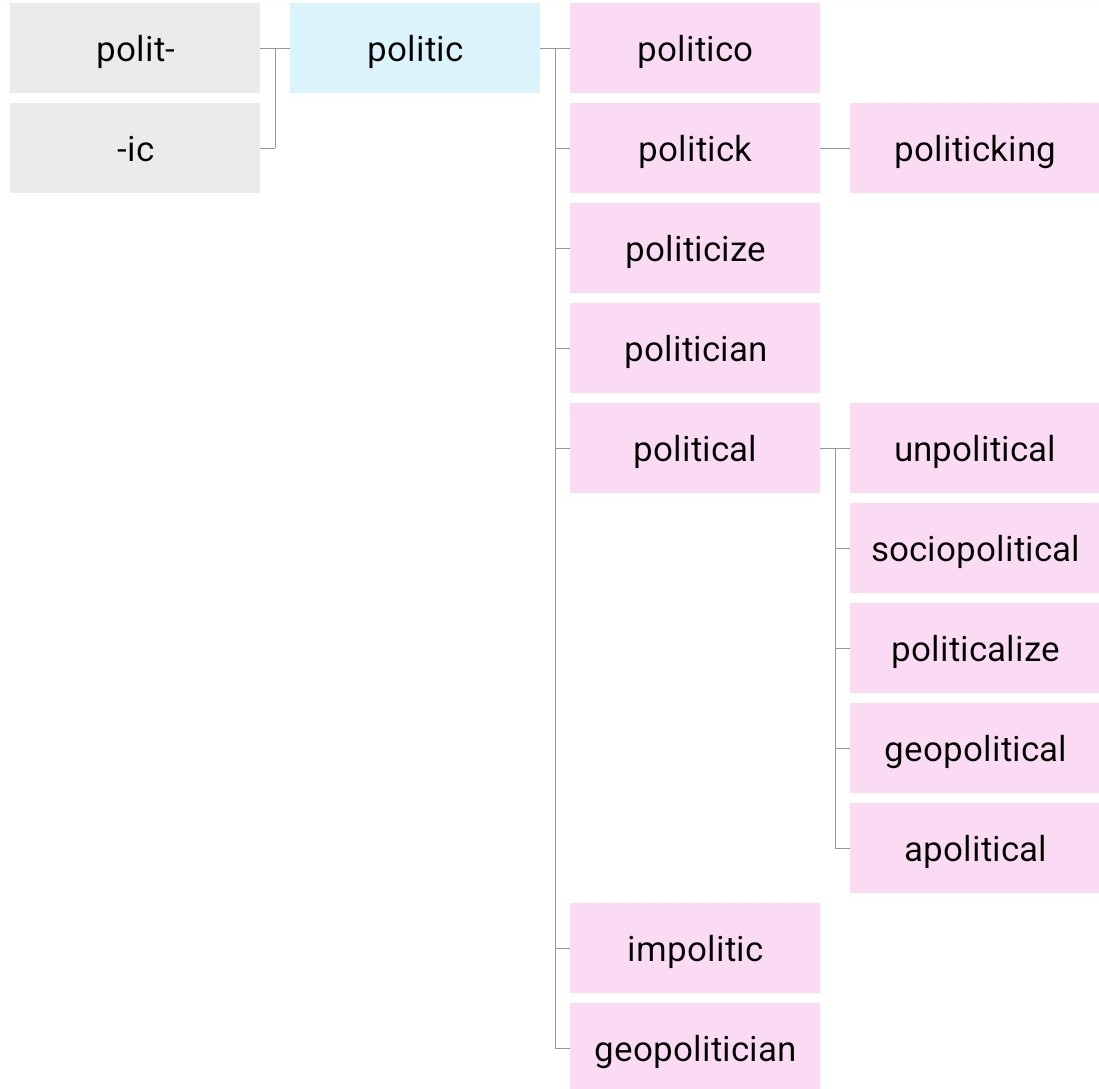 polit- politic politico
-ic politick politicking
politicize
politician
political unpolitical
sociopolitical
politicalize
geopolitical
apolitical
impolitic
geopolitician